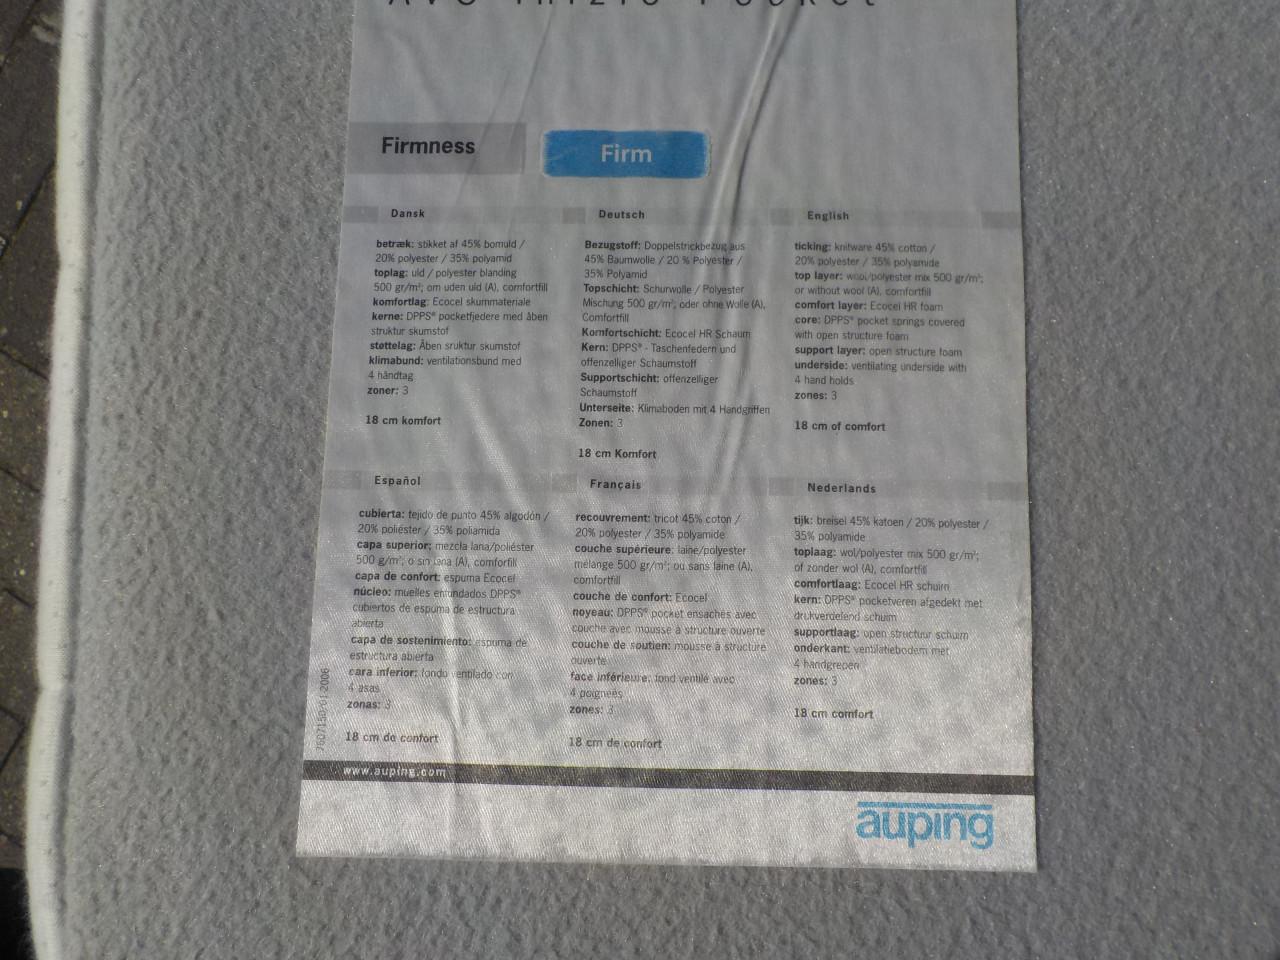 AVS Inizio Pocket
Firmness
Firm
Dansk
betræk: stikket af 45% bomuld /
20% polyester / 35% polyamid
toplag: uld / polyester blanding
500 gr/m²; om uden uld (A), comfortfill
komfortlag: Ecocel skummateriale
kerne: DPPS® pocketfjedere med åben
struktur skumstof
støttelag: Åben sruktur skumstof
klimabund: ventilationsbund med
4 håndtag
zoner: 3
18 cm komfort
Deutsch
Bezugstoff: Doppelstrickbezug aus
45% Baumwolle / 20 % Polyester /
35% Polyamid
Topschicht: Schurwolle / Polyester
Mischung 500 gr/m²; oder ohne Wolle (A),
Comfortfill
Komfortschicht: Ecocel HR Schaum
Kern: DPPS® - Taschenfedern und
offenzelliger Schaumstoff
Supportschicht: offenzelliger
Schaumstoff
Unterseite: Klimaboden mit 4 Handgriffen
Zonen: 3
18 cm Komfort
English
ticking: knitware 45% cotton /
20% polyester / 35% polyamide
top layer: wool/polyester mix 500 gr/m²;
or without wool (A), comfortfill
comfort layer: Ecocel HR foam
core: DPPS® pocket springs covered
with open structure foam
support layer: open structure foam
underside: ventilating underside with
4 hand holds
zones: 3
18 cm of comfort
Español
cubierta: tejido de punto 45% algodón /
20% poliéster / 35% poliamida
capa superior: mezcla lana/poliéster
500 gr/m²; o sin lana (A), comforfill
capa de confort: espuma Ecocel
núcleo: muelles enfundados DPPS®
cubiertos de espuma de estructura
abierta
capa de sostenimiento: espuma de
estructura abierta
cara inferior: fondo ventilado con
4 asas
zonas: 3
18 cm de confort
Français
recouvrement: tricot 45% coton /
20% polyester / 35% polyamide
couche supérieure: laine/polyester
mélange 500 gr/m²; ou sans laine (A),
comfortfill
couche de confort: Ecocel
noyeau: DPPS® pocket ensachés avec
couche avec mousse à structure ouverte
couche de soutien: mousse à structure
ouverte
face inférieure: fond ventilé avec
4 poignées
zones: 3
18 cm de confort
Nederlands
tijk: breisel 45% katoen / 20% polyester /
35% polyamide
toplaag: wol/polyester mix 500 gr/m²;
of zonder wol (A), comfortfill
comfortlaag: Ecocel HR schuim
kern: DPPS® pocketveren afgedekt met
drukverdelend schuim
supportlaag: open structuur schuim
onderkant: ventilatiebodem met
4 handgrepen
zones: 3
18 cm comfort
www.auping.com
auping